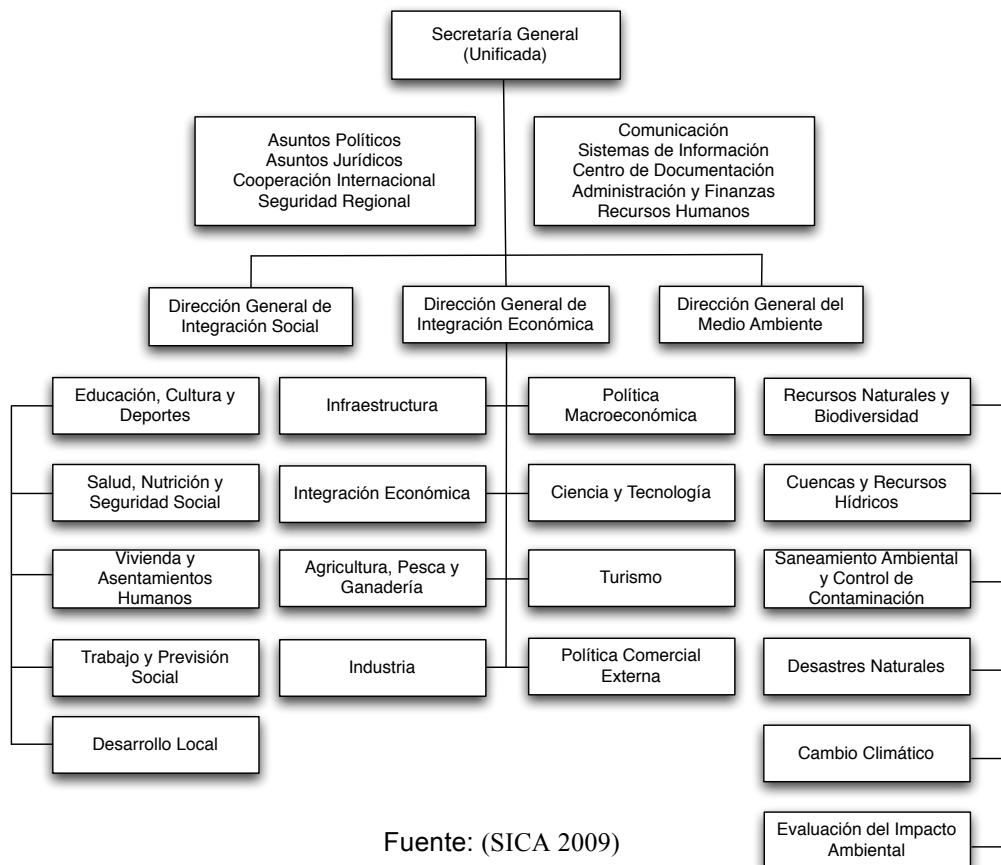 Secretaría General
(Unificada)
Asuntos Políticos
Asuntos Jurídicos
Cooperación Internacional
Seguridad Regional
Comunicación
Sistemas de Información
Centro de Documentación
Administración y Finanzas
Recursos Humanos
Dirección General de
Integración Social
Dirección General de
Integración Económica
Dirección General del
Medio Ambiente
Educación, Cultura y
Deportes
Infraestructura
Política
Macroeconómica
Recursos Naturales y
Biodiversidad
Salud, Nutrición y
Seguridad Social
Integración Económica
Ciencia y Tecnología
Cuencas y Recursos
Hídricos
Vivienda y
Asentamientos
Humanos
Agricultura, Pesca y
Ganadería
Turismo
Saneamiento Ambiental
y Control de
Contaminación
Trabajo y Previsión
Social
Industria
Política Comercial
Externa
Desastres Naturales
Desarrollo Local
Cambio Climático
Evaluación del Impacto
Ambiental
Fuente: (SICA 2009)